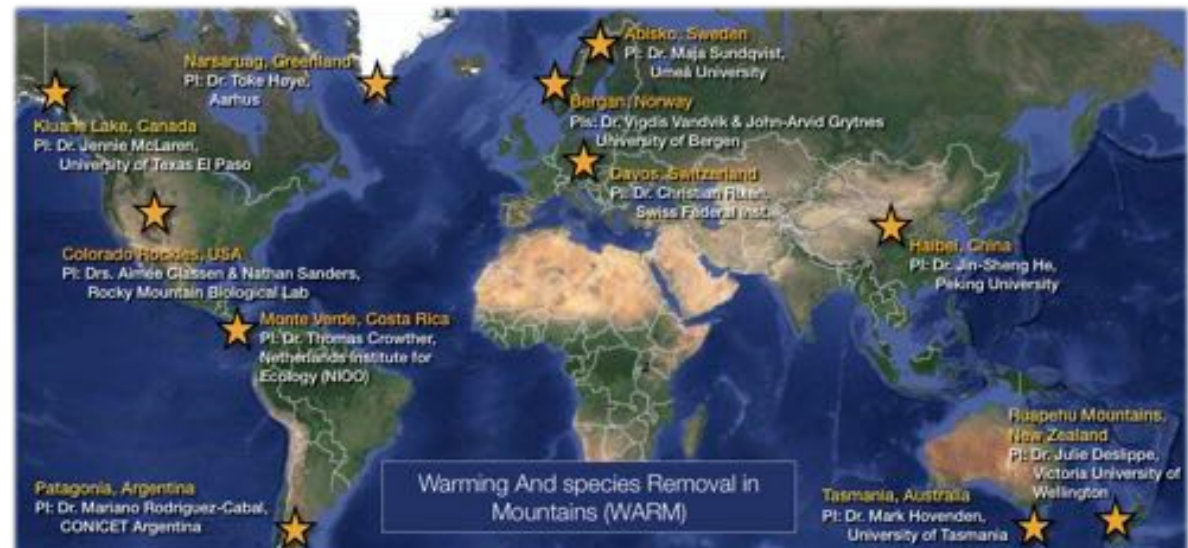 Abisko, Sweden
PI: Dr. Maja Sundqvist,
Umeå University
Narsaruag, Greenland
PI: Dr. Toke Høye,
Aarhus
Bergan, Norway
PIs: Dr. Vigdis Vandvik & John-Arvid Grytnes
University of Bergen
Kluane Lake, Canada
PI: Dr. Jennie McLaren,
University of Texas El Paso
Davos, Switzerland
PI: Dr. Christian Rixen,
Swiss Federal Inst.
Colorado Rockies, USA
PI: Drs. Aimée Classen & Nathan Sanders,
Rocky Mountain Biological Lab
Haibei, China
PI: Dr. Jin-Sheng He,
Peking University
Monte Verde, Costa Rica
PI: Dr. Thomas Crowther,
Netherlands Institute for
Ecology (NIOO)
Ruapehu Mountains,
New Zealand
PI: Dr. Julie Deslippe,
Victoria University of
Wellington
Patagonia, Argentina
PI: Dr. Mariano Rodriguez-Cabal,
CONICET Argentina
Warming And species Removal in
Mountains (WARM)
Tasmania, Australia
PI: Dr. Mark Hovenden,
University of Tasmania